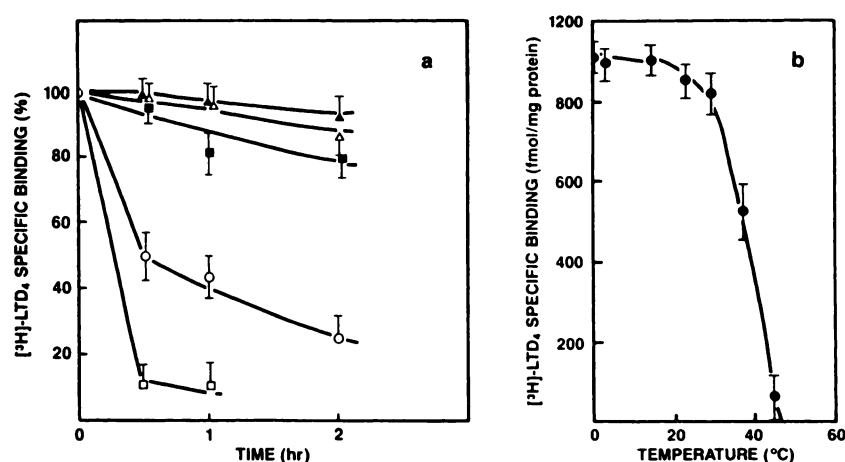 [³H]-LTD₄ SPECIFIC BINDING (%)
100
80
60
40
20
0
1
2
TIME (hr)
a
[³H]-LTD₄ SPECIFIC BINDING (fmol/mg protein)
1200
800
600
400
200
0
20
40
60
TEMPERATURE (°C)
b